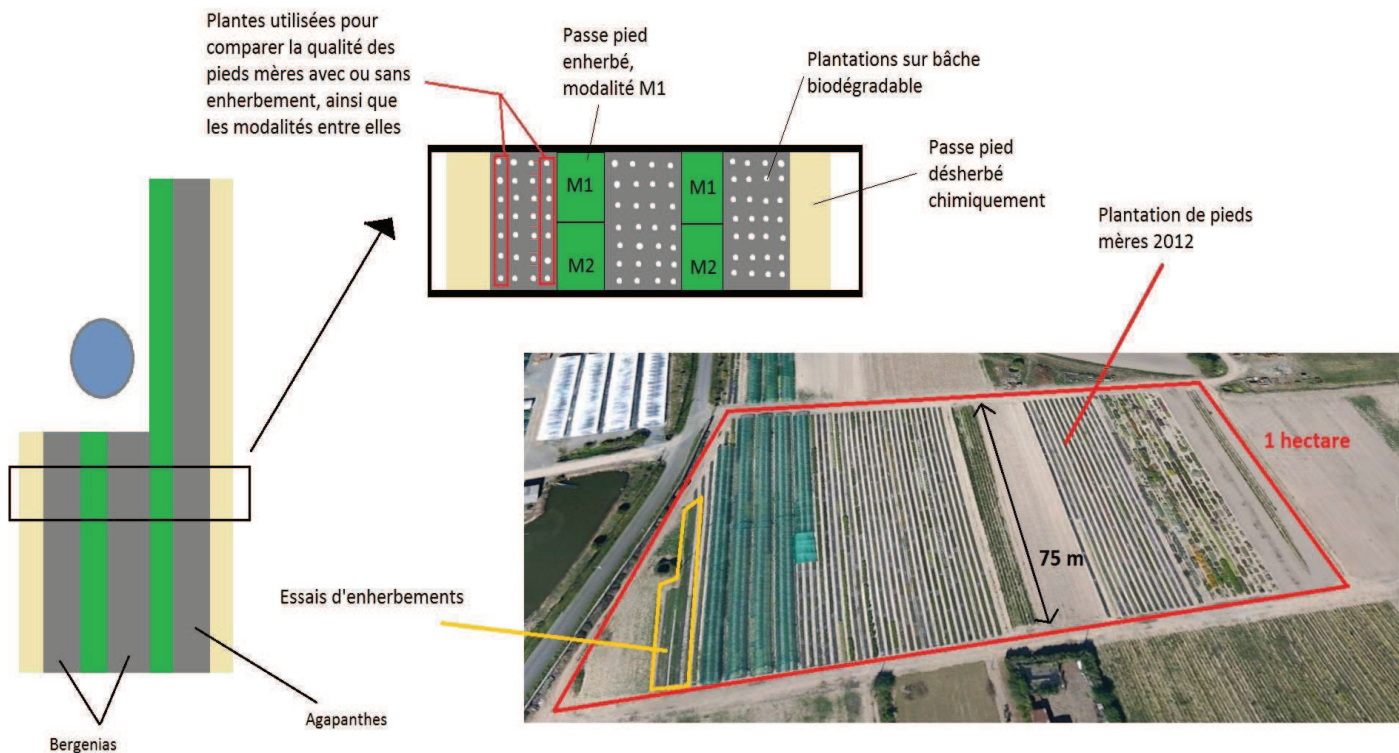 Plantes utilisées pour
comparer la qualité des
pieds mères avec ou sans
enherbement, ainsi que
les modalités entre elles
Passe pied
enherbé,
modalité M1
Plantations sur bâche
biodégradable
Passe pied
désherbé
chimiquement
M1
M1
M2
M2
Plantation de pieds
mères 2012
1 hectare
75 m
Essais d'enherbements
Agapanthes
Bergenias